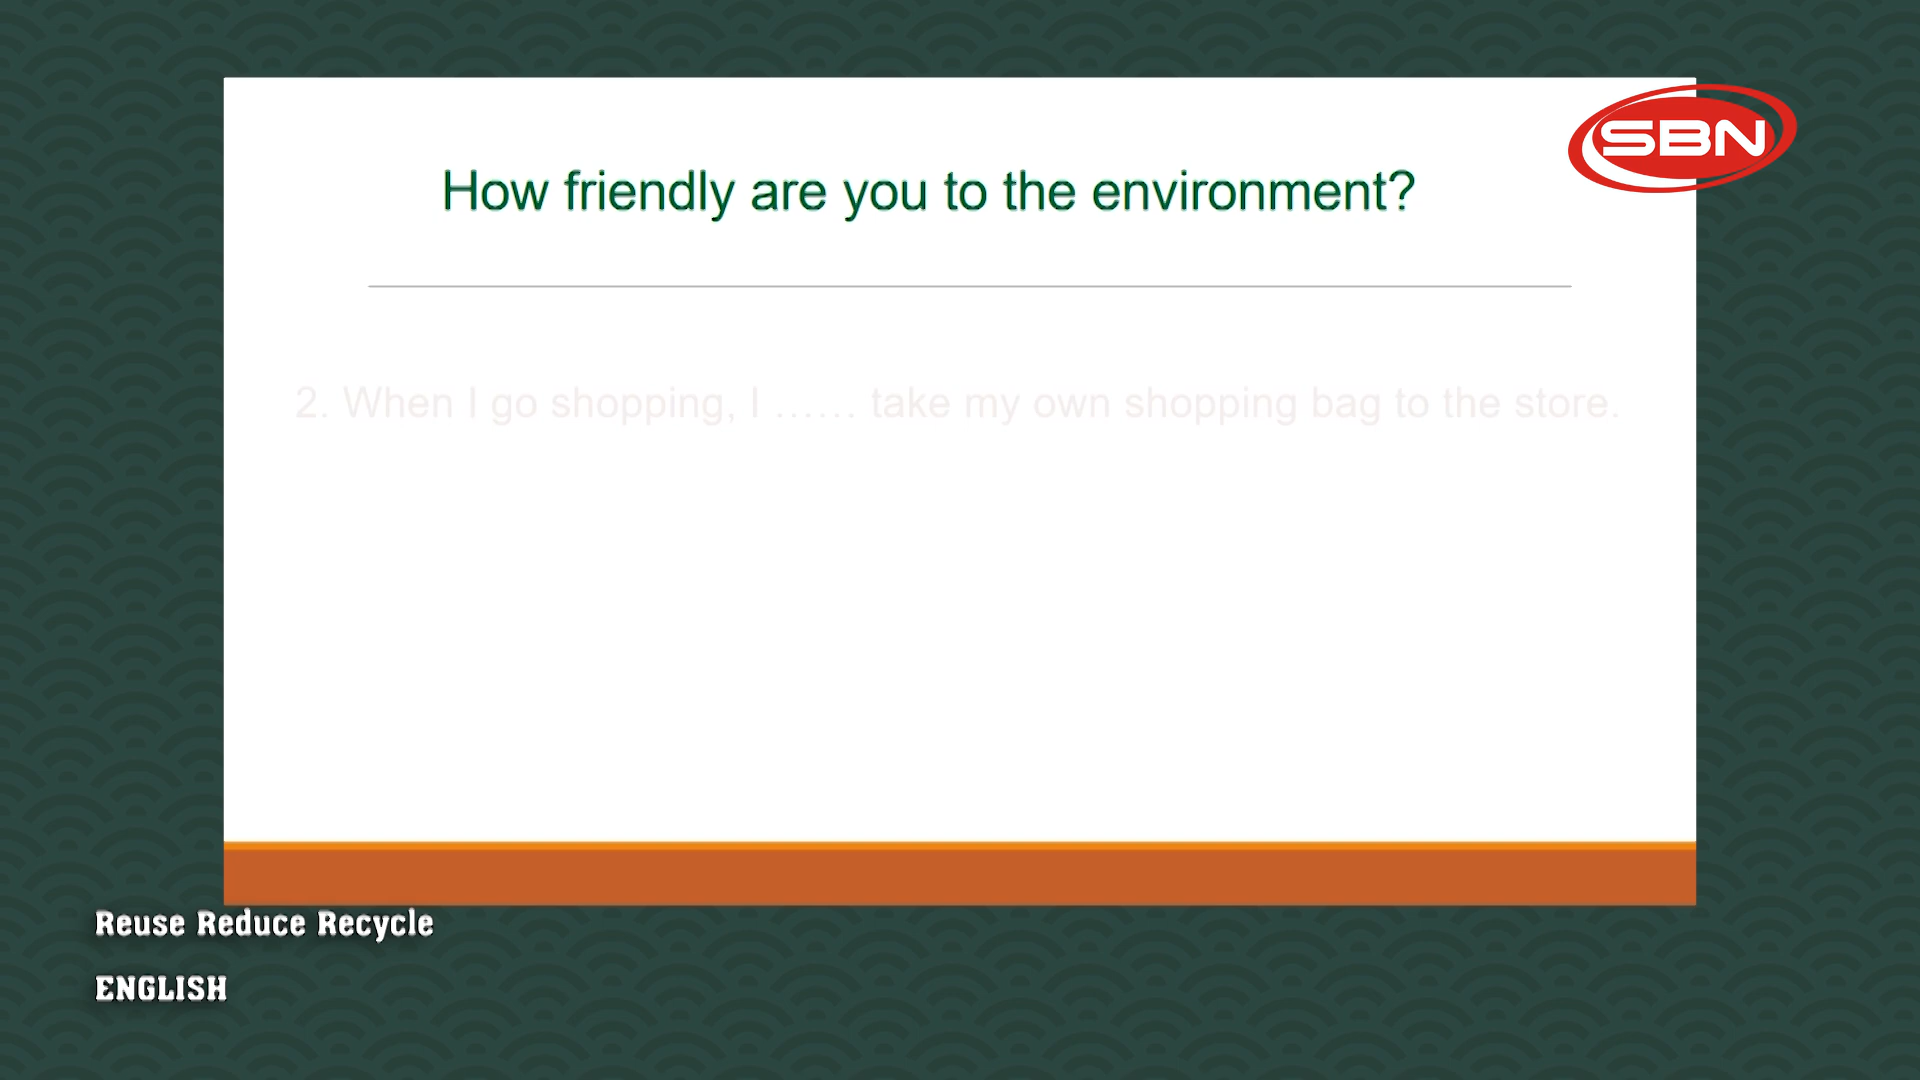 SBN
How friendly are you to the environment?
2. When I go shopping, I …… take my own shopping bag to the store.
Reuse Reduce Recycle
ENGLISH